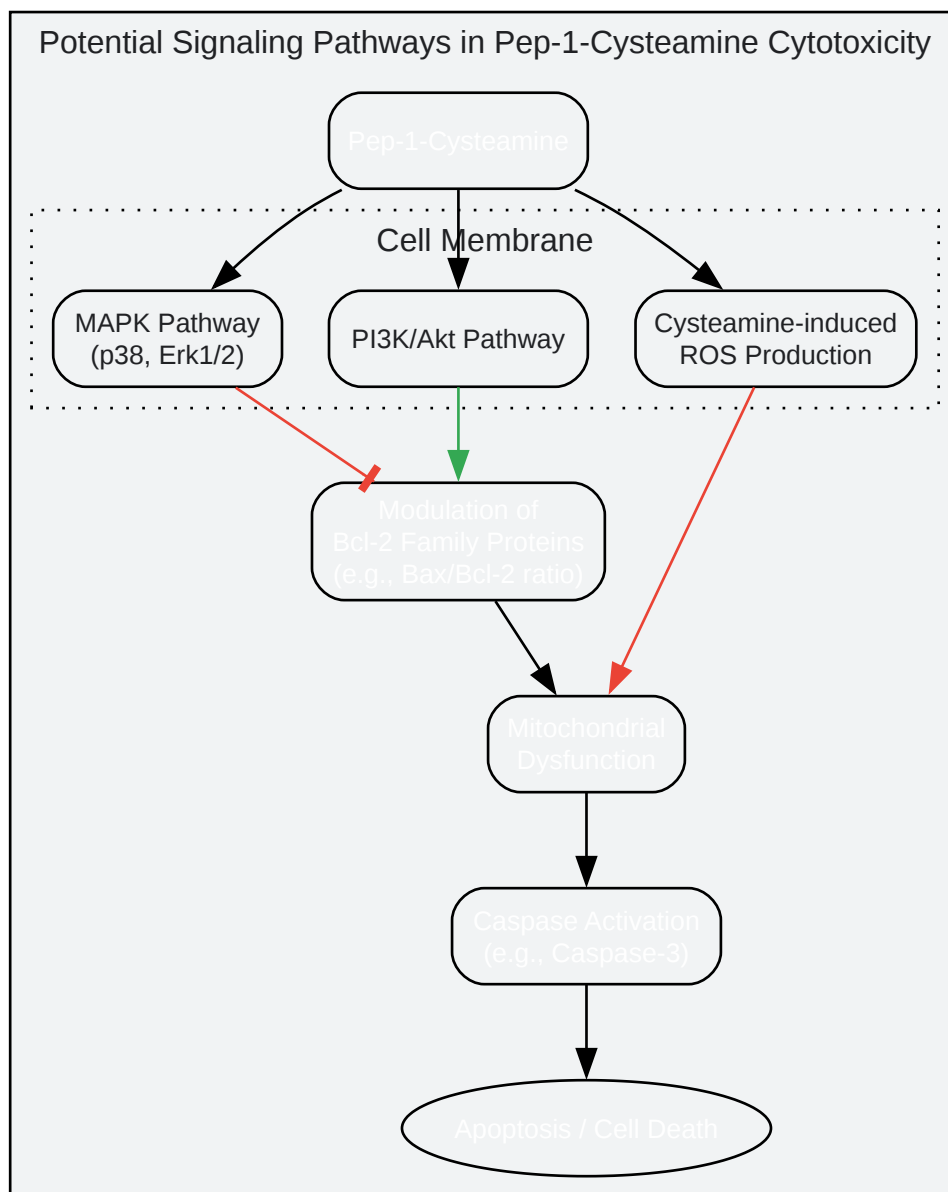 Potential Signaling Pathways in Pep-1-Cysteamine Cytotoxicity
Pep-1-Cysteamine
Cell Membrane
MAPK Pathway
(p38, Erk1/2)
PI3K/Akt Pathway
Cysteamine-induced
ROS Production
Modulation of
Bcl-2 Family Proteins
(e.g., Bax/Bcl-2 ratio)
Mitochondrial
Dysfunction
Caspase Activation
(e.g., Caspase-3)
Apoptosis / Cell Death